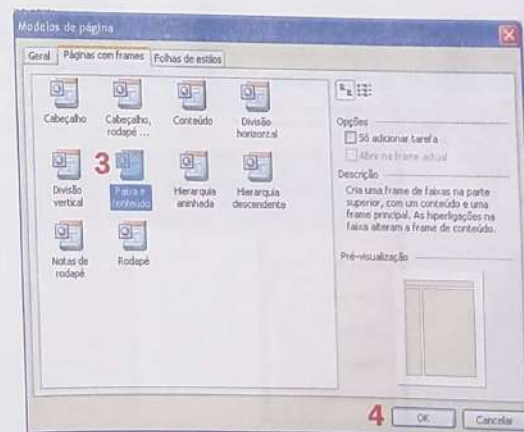 Modelos de página
Geral
Páginas com frames
Folhas de estilos
Cabeçalho
Cabeçalho, rodapé ...
Conteúdo
Divisão horizontal
Divisão vertical
3
Faixa e conteúdo
Hierarquia aninhada
Hierarquia descendente
Notas de rodapé
Rodapé
Opções
Só adicionar tarefa
Abrir na frame actual
Descrição
Cria uma frame de faixas na parte
superior, com um conteúdo e uma
frame principal. As hiperligações na
faixa alteram a frame de conteúdo.
Pré-visualização
4
OK
Cancelar